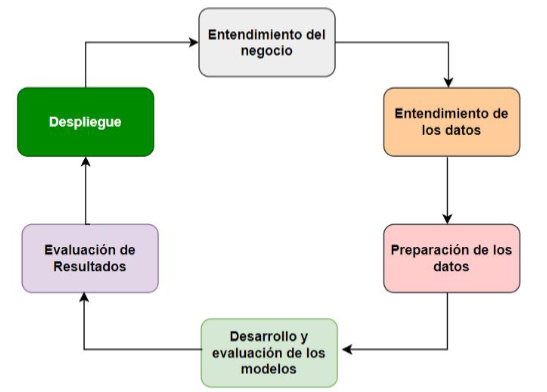 Entendimiento del
negocio
Despliegue
Entendimiento de
los datos
Evaluación de
Resultados
Preparación de los
datos
Desarrollo y
evaluación de los
modelos